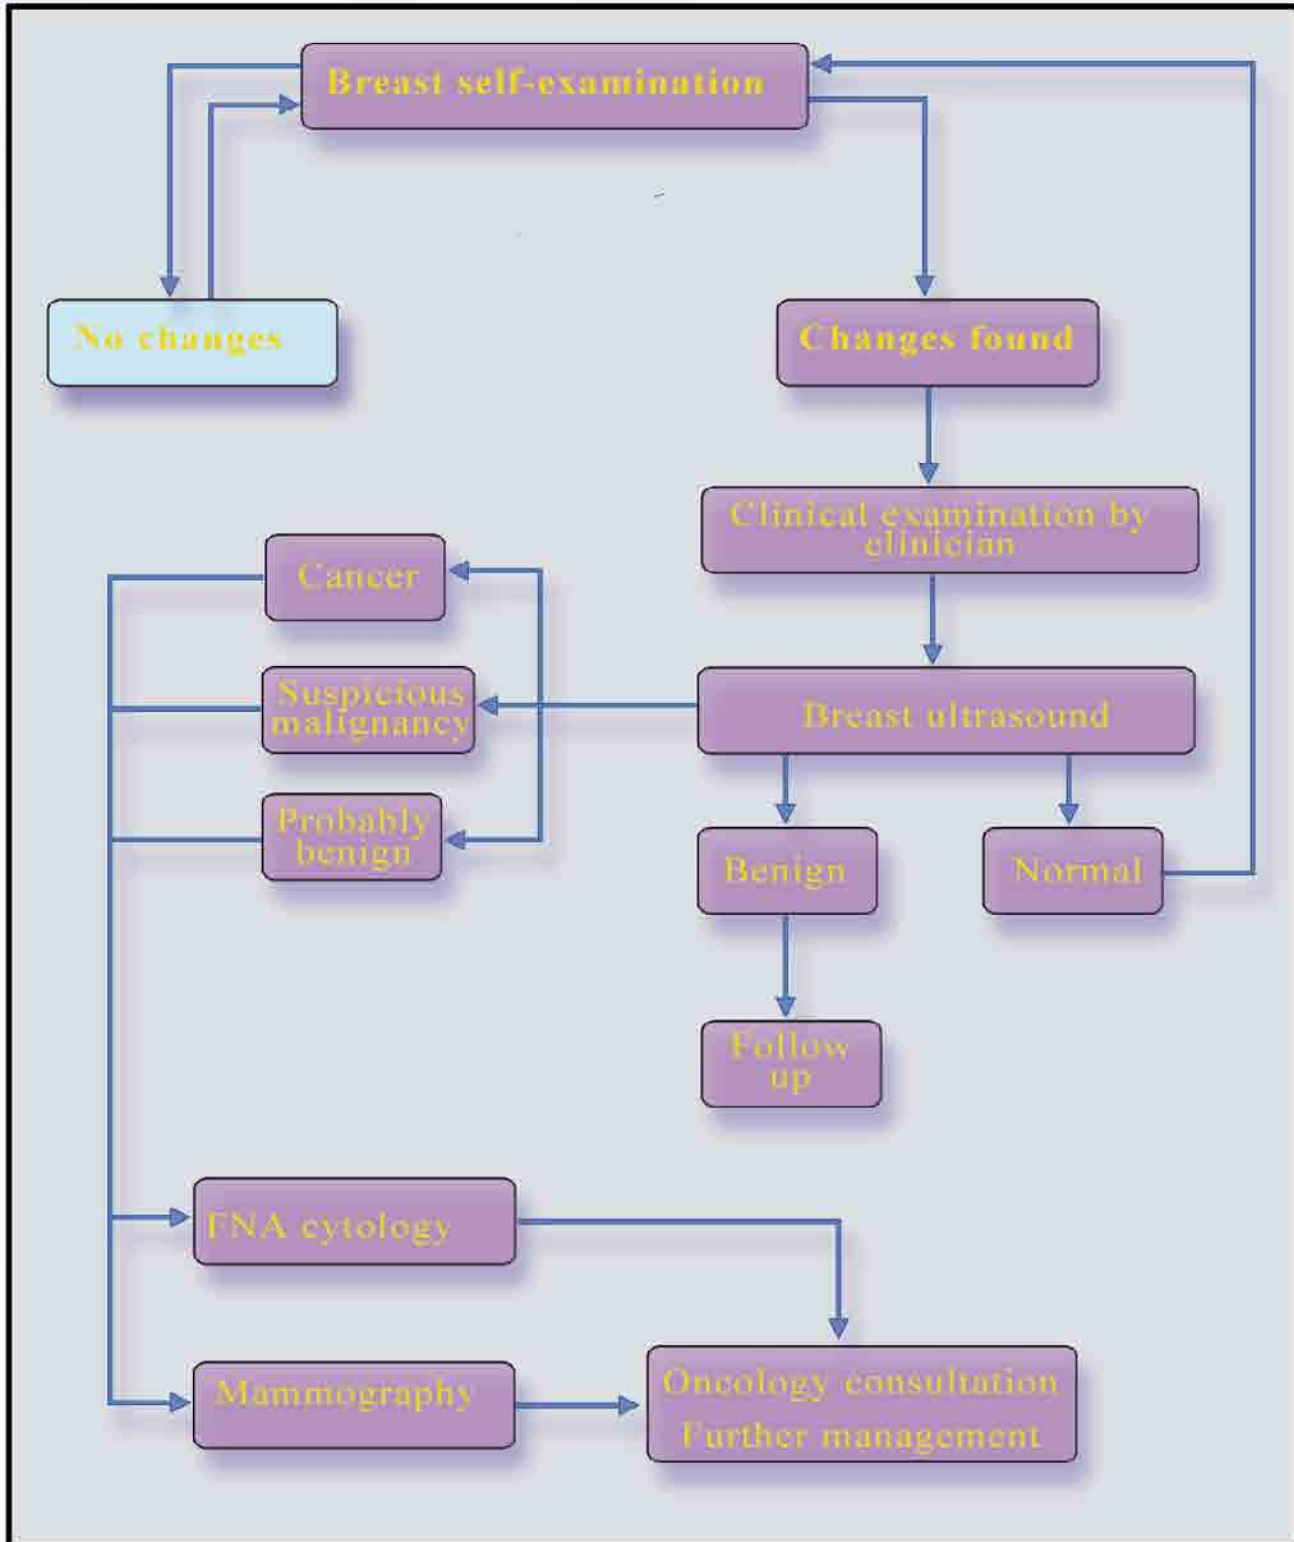 Breast self-examination
No changes
Changes found
Clinical examination by
clinician
Cancer
Suspicious
malignancy
Breast ultrasound
Probably
benign
Benign
Normal
Follow
up
FNA cytology
Mammography
Oncology consultation
Further management